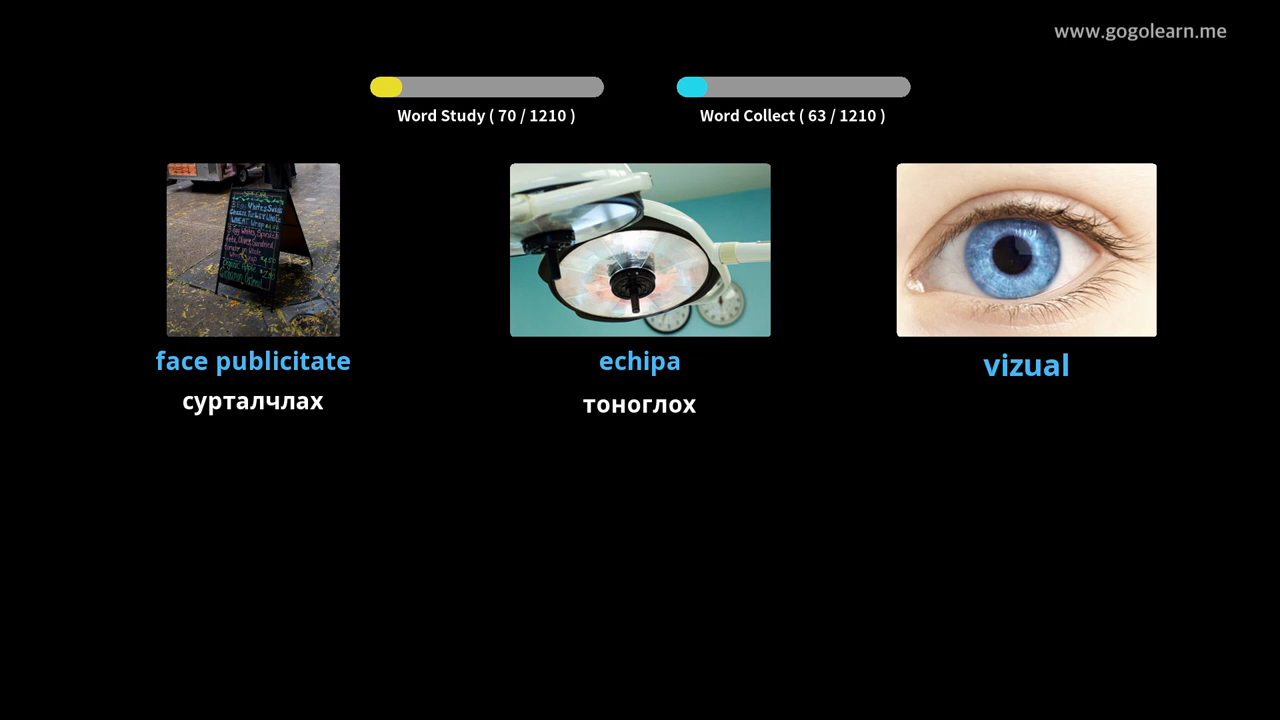 www.gogolearn.me
Word Study ( 70 / 1210 )
Word Collect ( 63 / 1210 )
face publicitate
echipa
vizual
сурталчлах
тоноглох